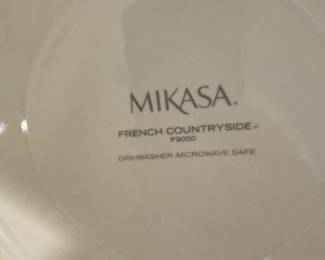 MIKASA®
FRENCH COUNTRYSIDE®
F9000
DISHWASHER-MICROWAVE SAFE